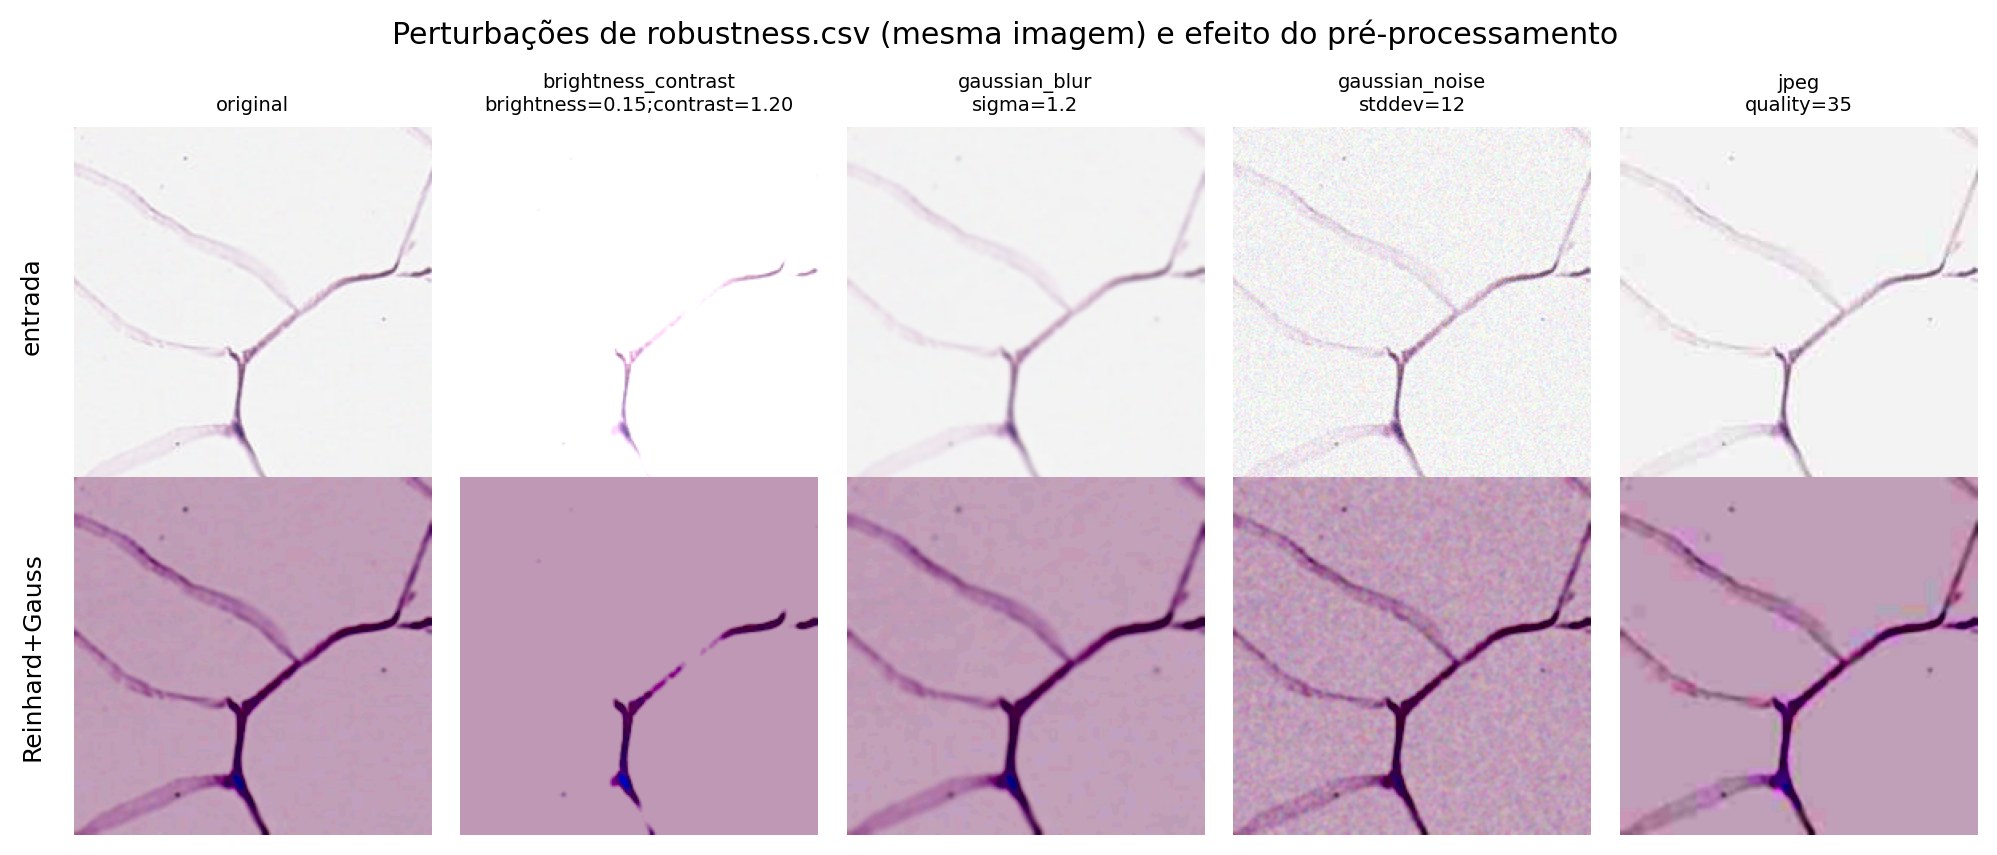 Perturbações de robustness.csv (mesma imagem) e efeito do pré-processamento
original
brightness_contrast
brightness=0.15;contrast=1.20
gaussian_blur
sigma=1.2
gaussian_noise
stddev=12
jpeg
quality=35
entrada
Reinhard+Gauss